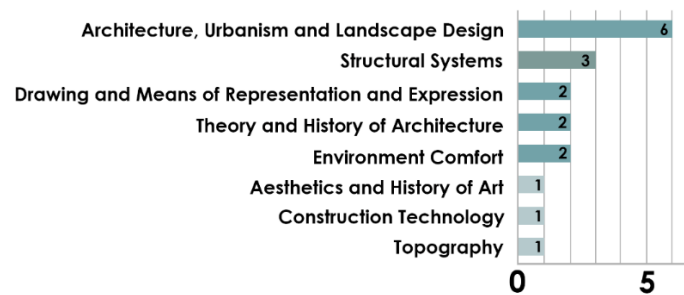 Architecture, Urbanism and Landscape Design 6
Structural Systems 3
Drawing and Means of Representation and Expression 2
Theory and History of Architecture 2
Environment Comfort 2
Aesthetics and History of Art 1
Construction Technology 1
Topography 1
0 5